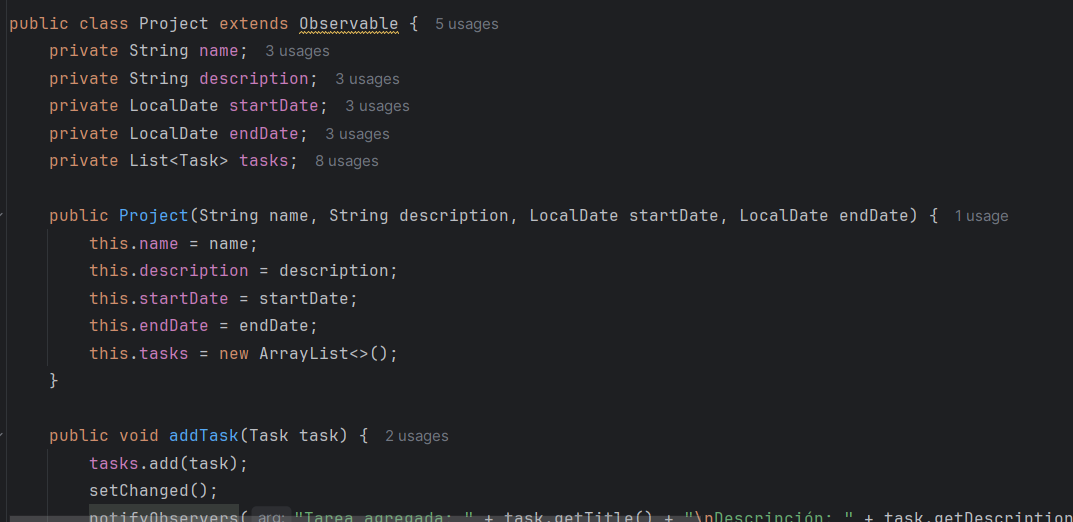 public class Project extends Observable {  5 usages
    private String name;  3 usages
    private String description;  3 usages
    private LocalDate startDate;  3 usages
    private LocalDate endDate;  3 usages
    private List<Task> tasks;  8 usages
    public Project(String name, String description, LocalDate startDate, LocalDate endDate) {  1 usage
        this.name = name;
        this.description = description;
        this.startDate = startDate;
        this.endDate = endDate;
        this.tasks = new ArrayList<>();
    }
    public void addTask(Task task) {  2 usages
        tasks.add(task);
        setChanged();
        notifyObservers( arg: "Tarea agregada: " + task.getTitle() + "\nDescripción: " + task.getDescription